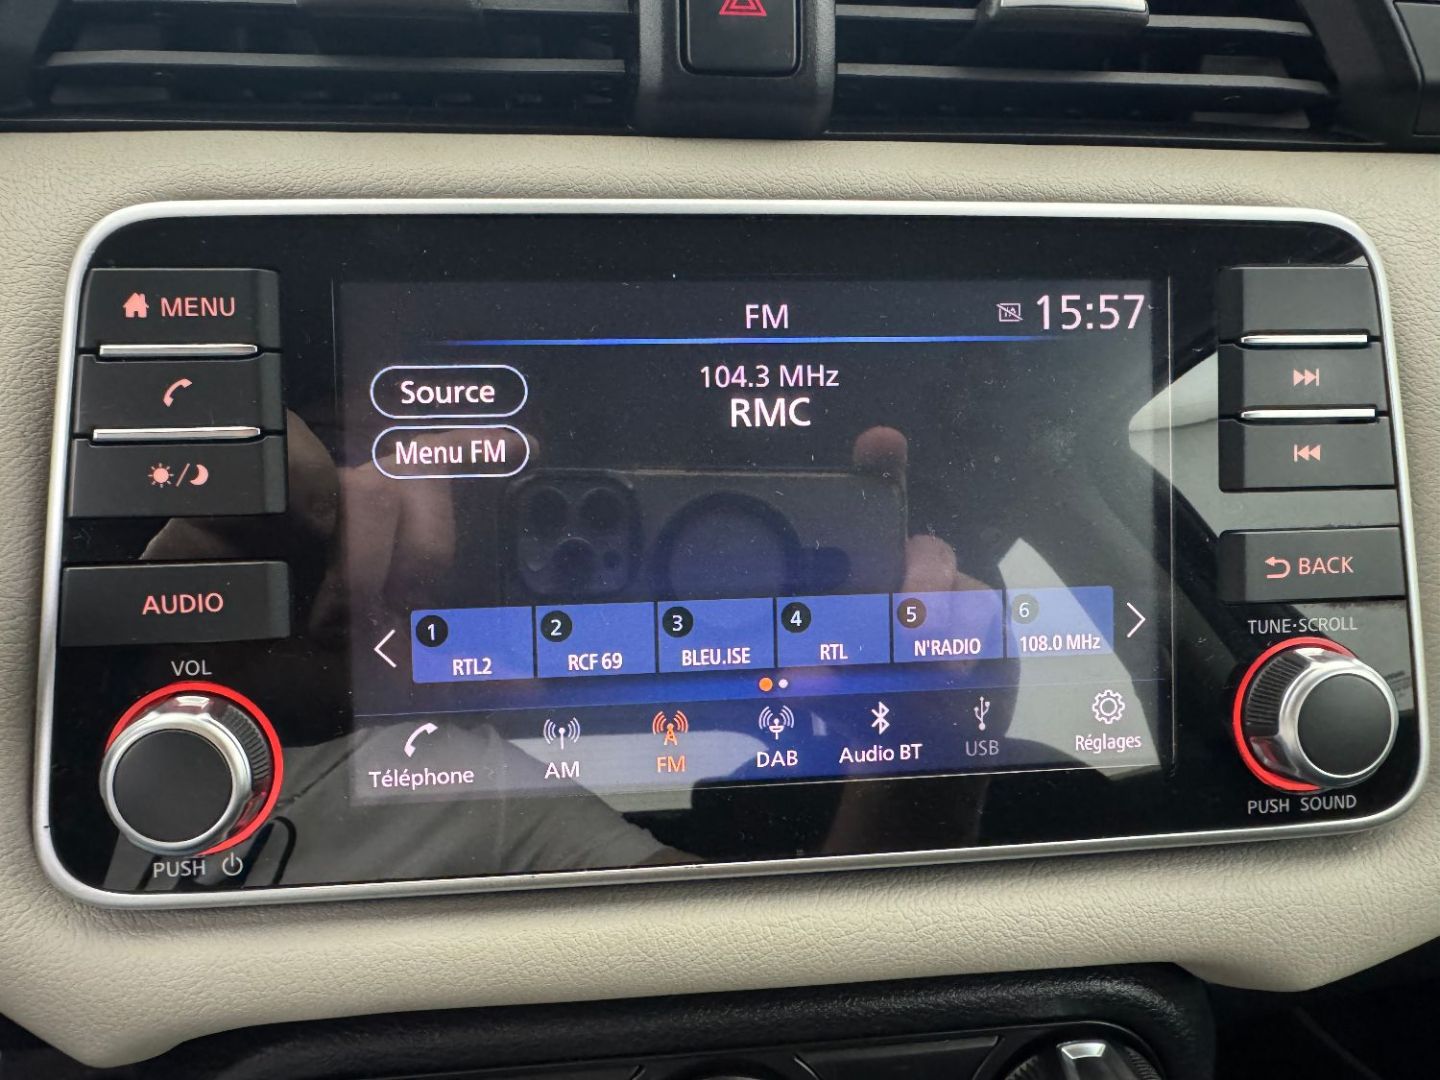 MENU
AUDIO
VOL
PUSH
FM
TA
15:57
Source
104.3 MHz
RMC
Menu FM
1
RTL2
2
RCF 69
3
BLEU.ISE
4
RTL
5
N'RADIO
6
108.0 MHz
Téléphone
AM
FM
DAB
Audio BT
USB
Réglages
BACK
TUNE·SCROLL
PUSH SOUND